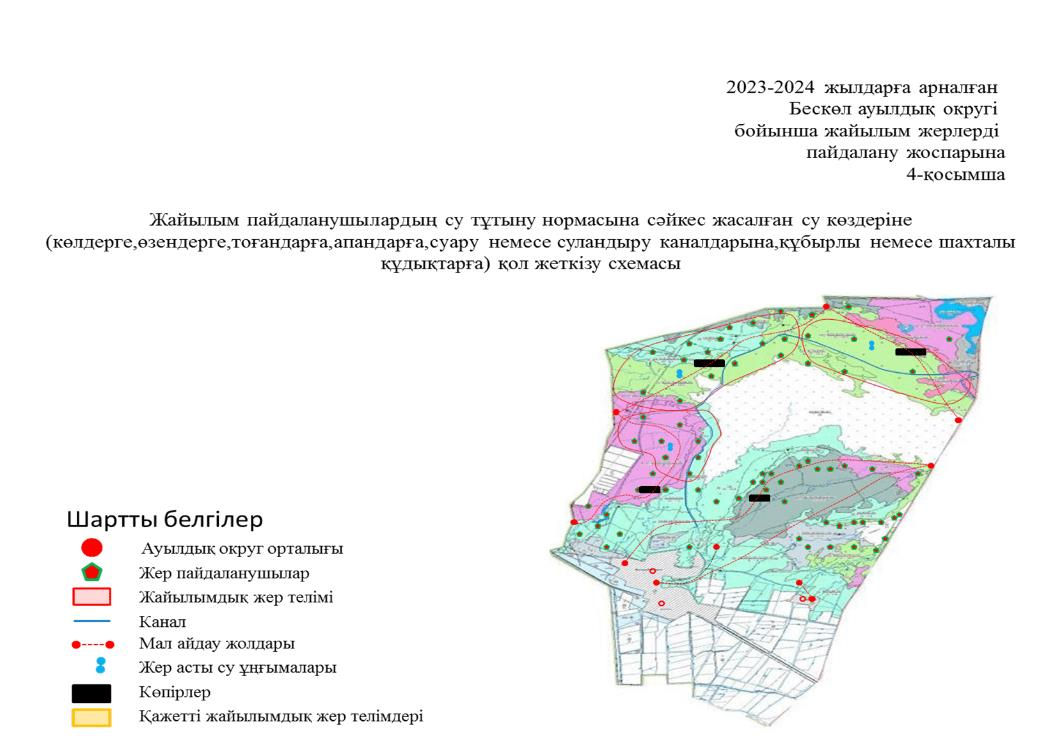 2023-2024 жылдарға арналған
Бескөл ауылдық округі
бойынша жайылым жерлерді
пайдалану жоспарына
4-қосымша
Жайылым пайдаланушылардың су тұтыну нормасына сәйкес жасалған су көздеріне
(көлдерге,өзендерге,тоғандарға,апандарға,суару немесе суландыру каналдарына,құбырлы немесе шахталы
құдықтарға) қол жеткізу схемасы
Шартты белгілер
Ауылдық округ орталығы
Жер пайдаланушылар
Жайылымдық жер телімі
Канал
Мал айдау жолдары
Жер асты су ұңғымалары
Көпірлер
Қажетті жайылымдық жер телімдері